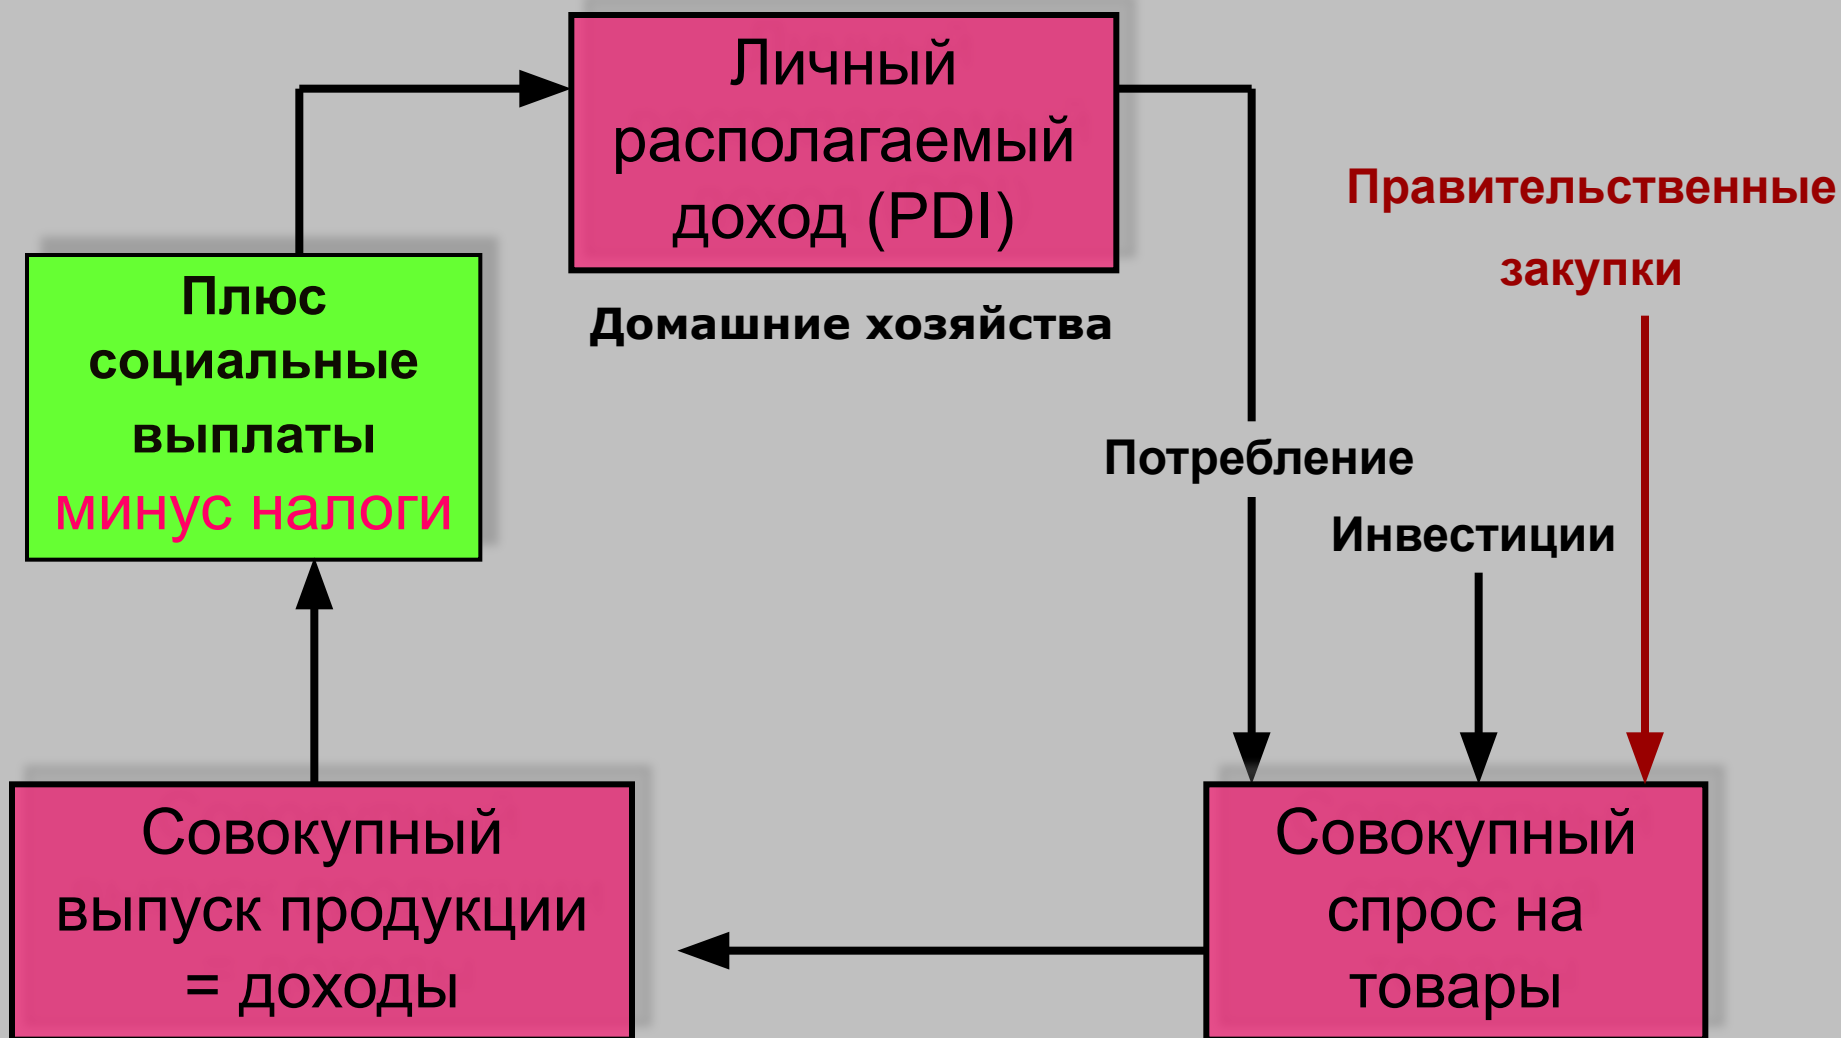 Личный
располагаемый
доход (PDI)
Домашние хозяйства
Правительственные
закупки
Плюс
социальные
выплаты
минус налоги
Потребление
Инвестиции
Совокупный
выпуск продукции
= доходы
Совокупный
спрос на
товары